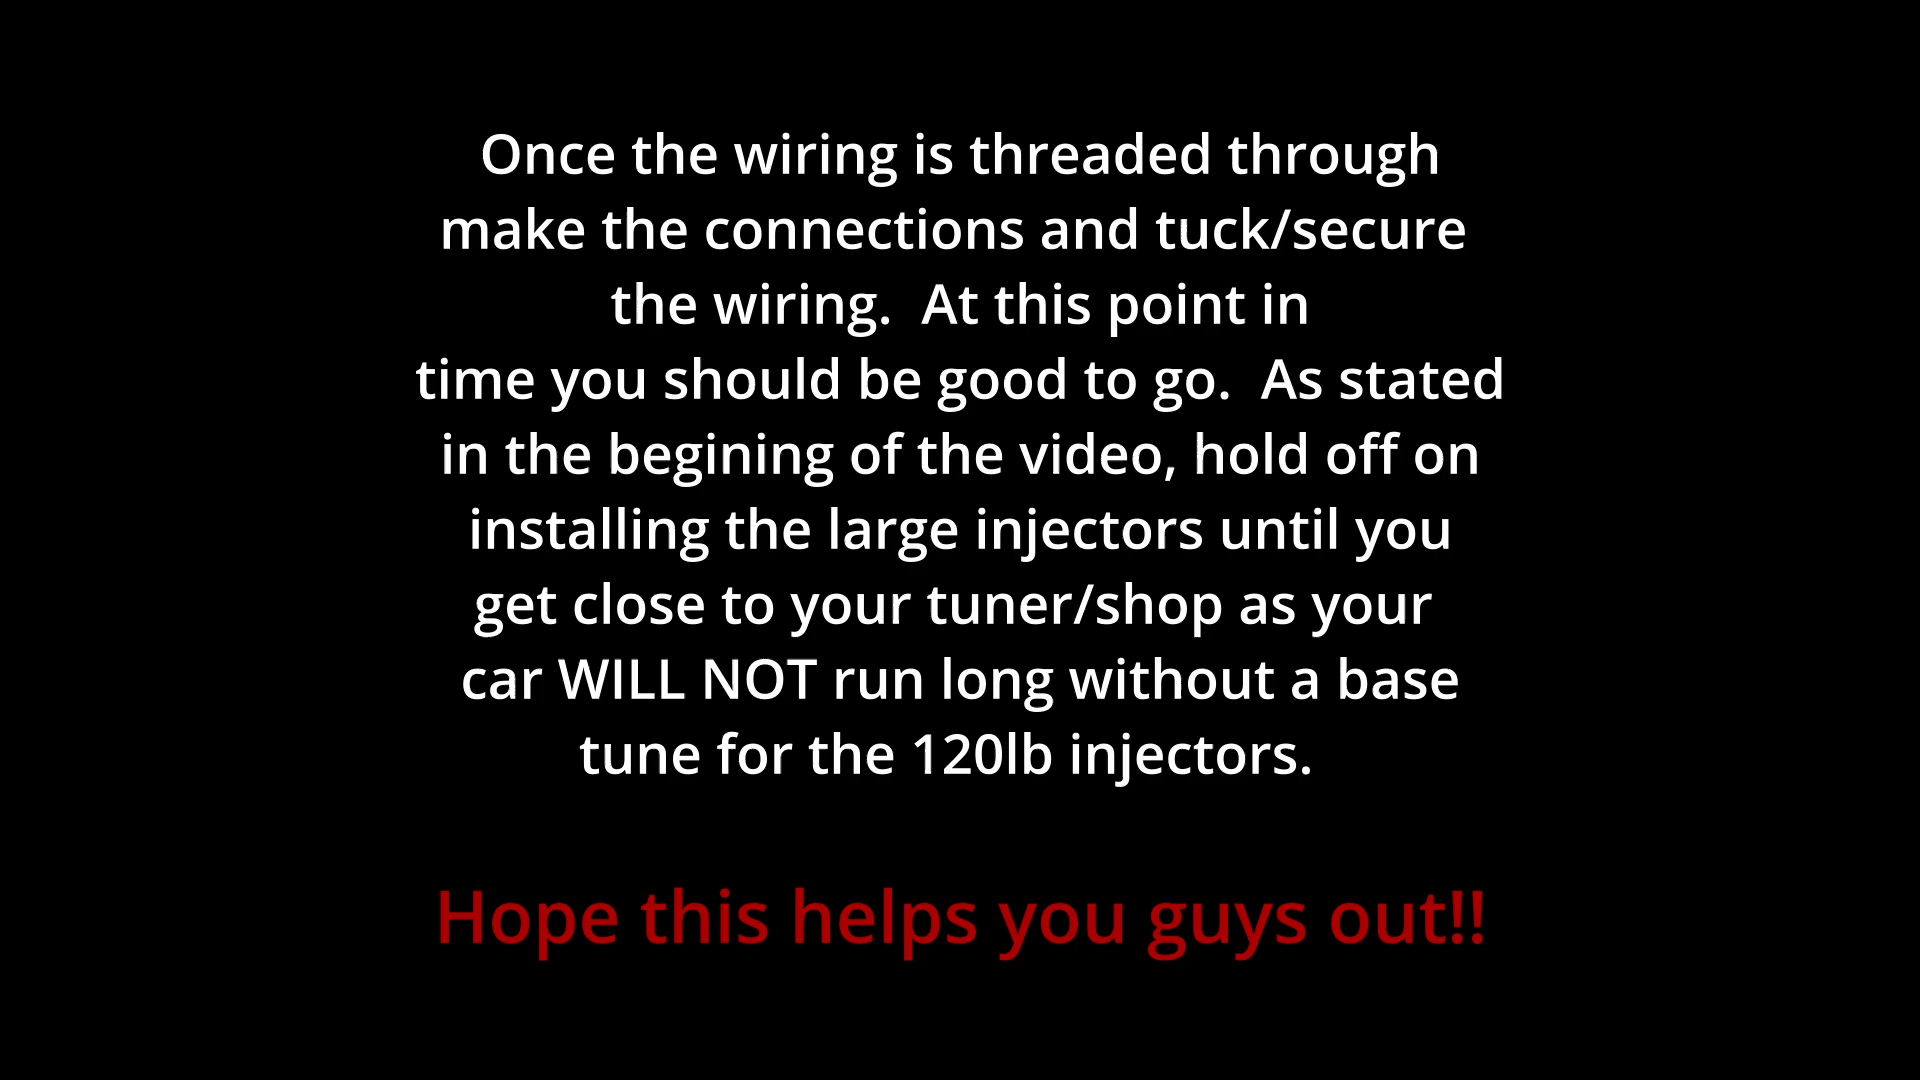 Once the wiring is threaded through
make the connections and tuck/secure
the wiring.  At this point in
time you should be good to go.  As stated
in the begining of the video, hold off on
installing the large injectors until you
get close to your tuner/shop as your
car WILL NOT run long without a base
tune for the 120lb injectors.
Hope this helps you guys out!!